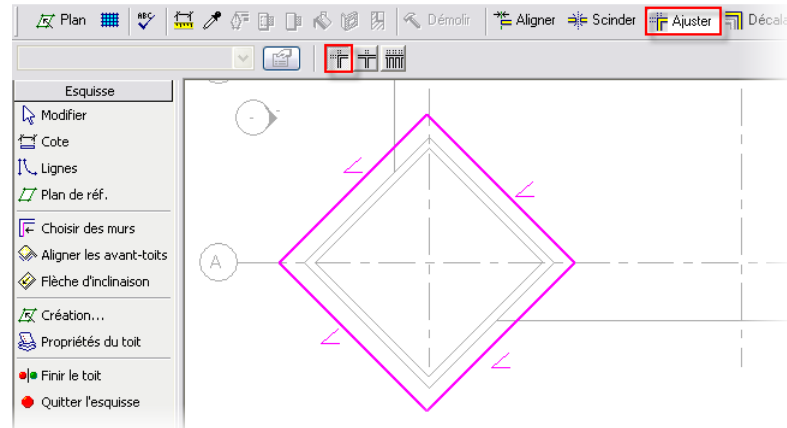 Plan ABC Démolir Aligner Scinder Ajuster Décala
Esquisse
Modifier
Cote
Lignes
Plan de réf.
Choisir des murs
Aligner les avant-toits
Flèche d'inclinaison
Création...
Propriétés du toit
Finir le toit
Quitter l'esquisse
A